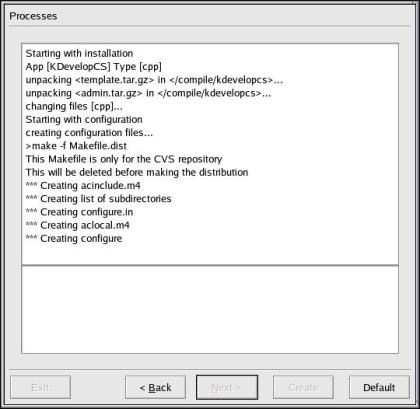 Processes
Starting with installation
App [KDevelopCS] Type [cpp]
unpacking <template.tar.gz> in </compile/kdevelopcs>...
unpacking <admin.tar.gz> in </compile/kdevelopcs>...
changing files [cpp]...
Starting with configuration
creating configuration files...
>make -f Makefile.dist
This Makefile is only for the CVS repository
This will be deleted before making the distribution
*** Creating acinclude.m4
*** Creating list of subdirectories
*** Creating configure.in
*** Creating aclocal.m4
*** Creating configure
Exit < Back Next > Create Default